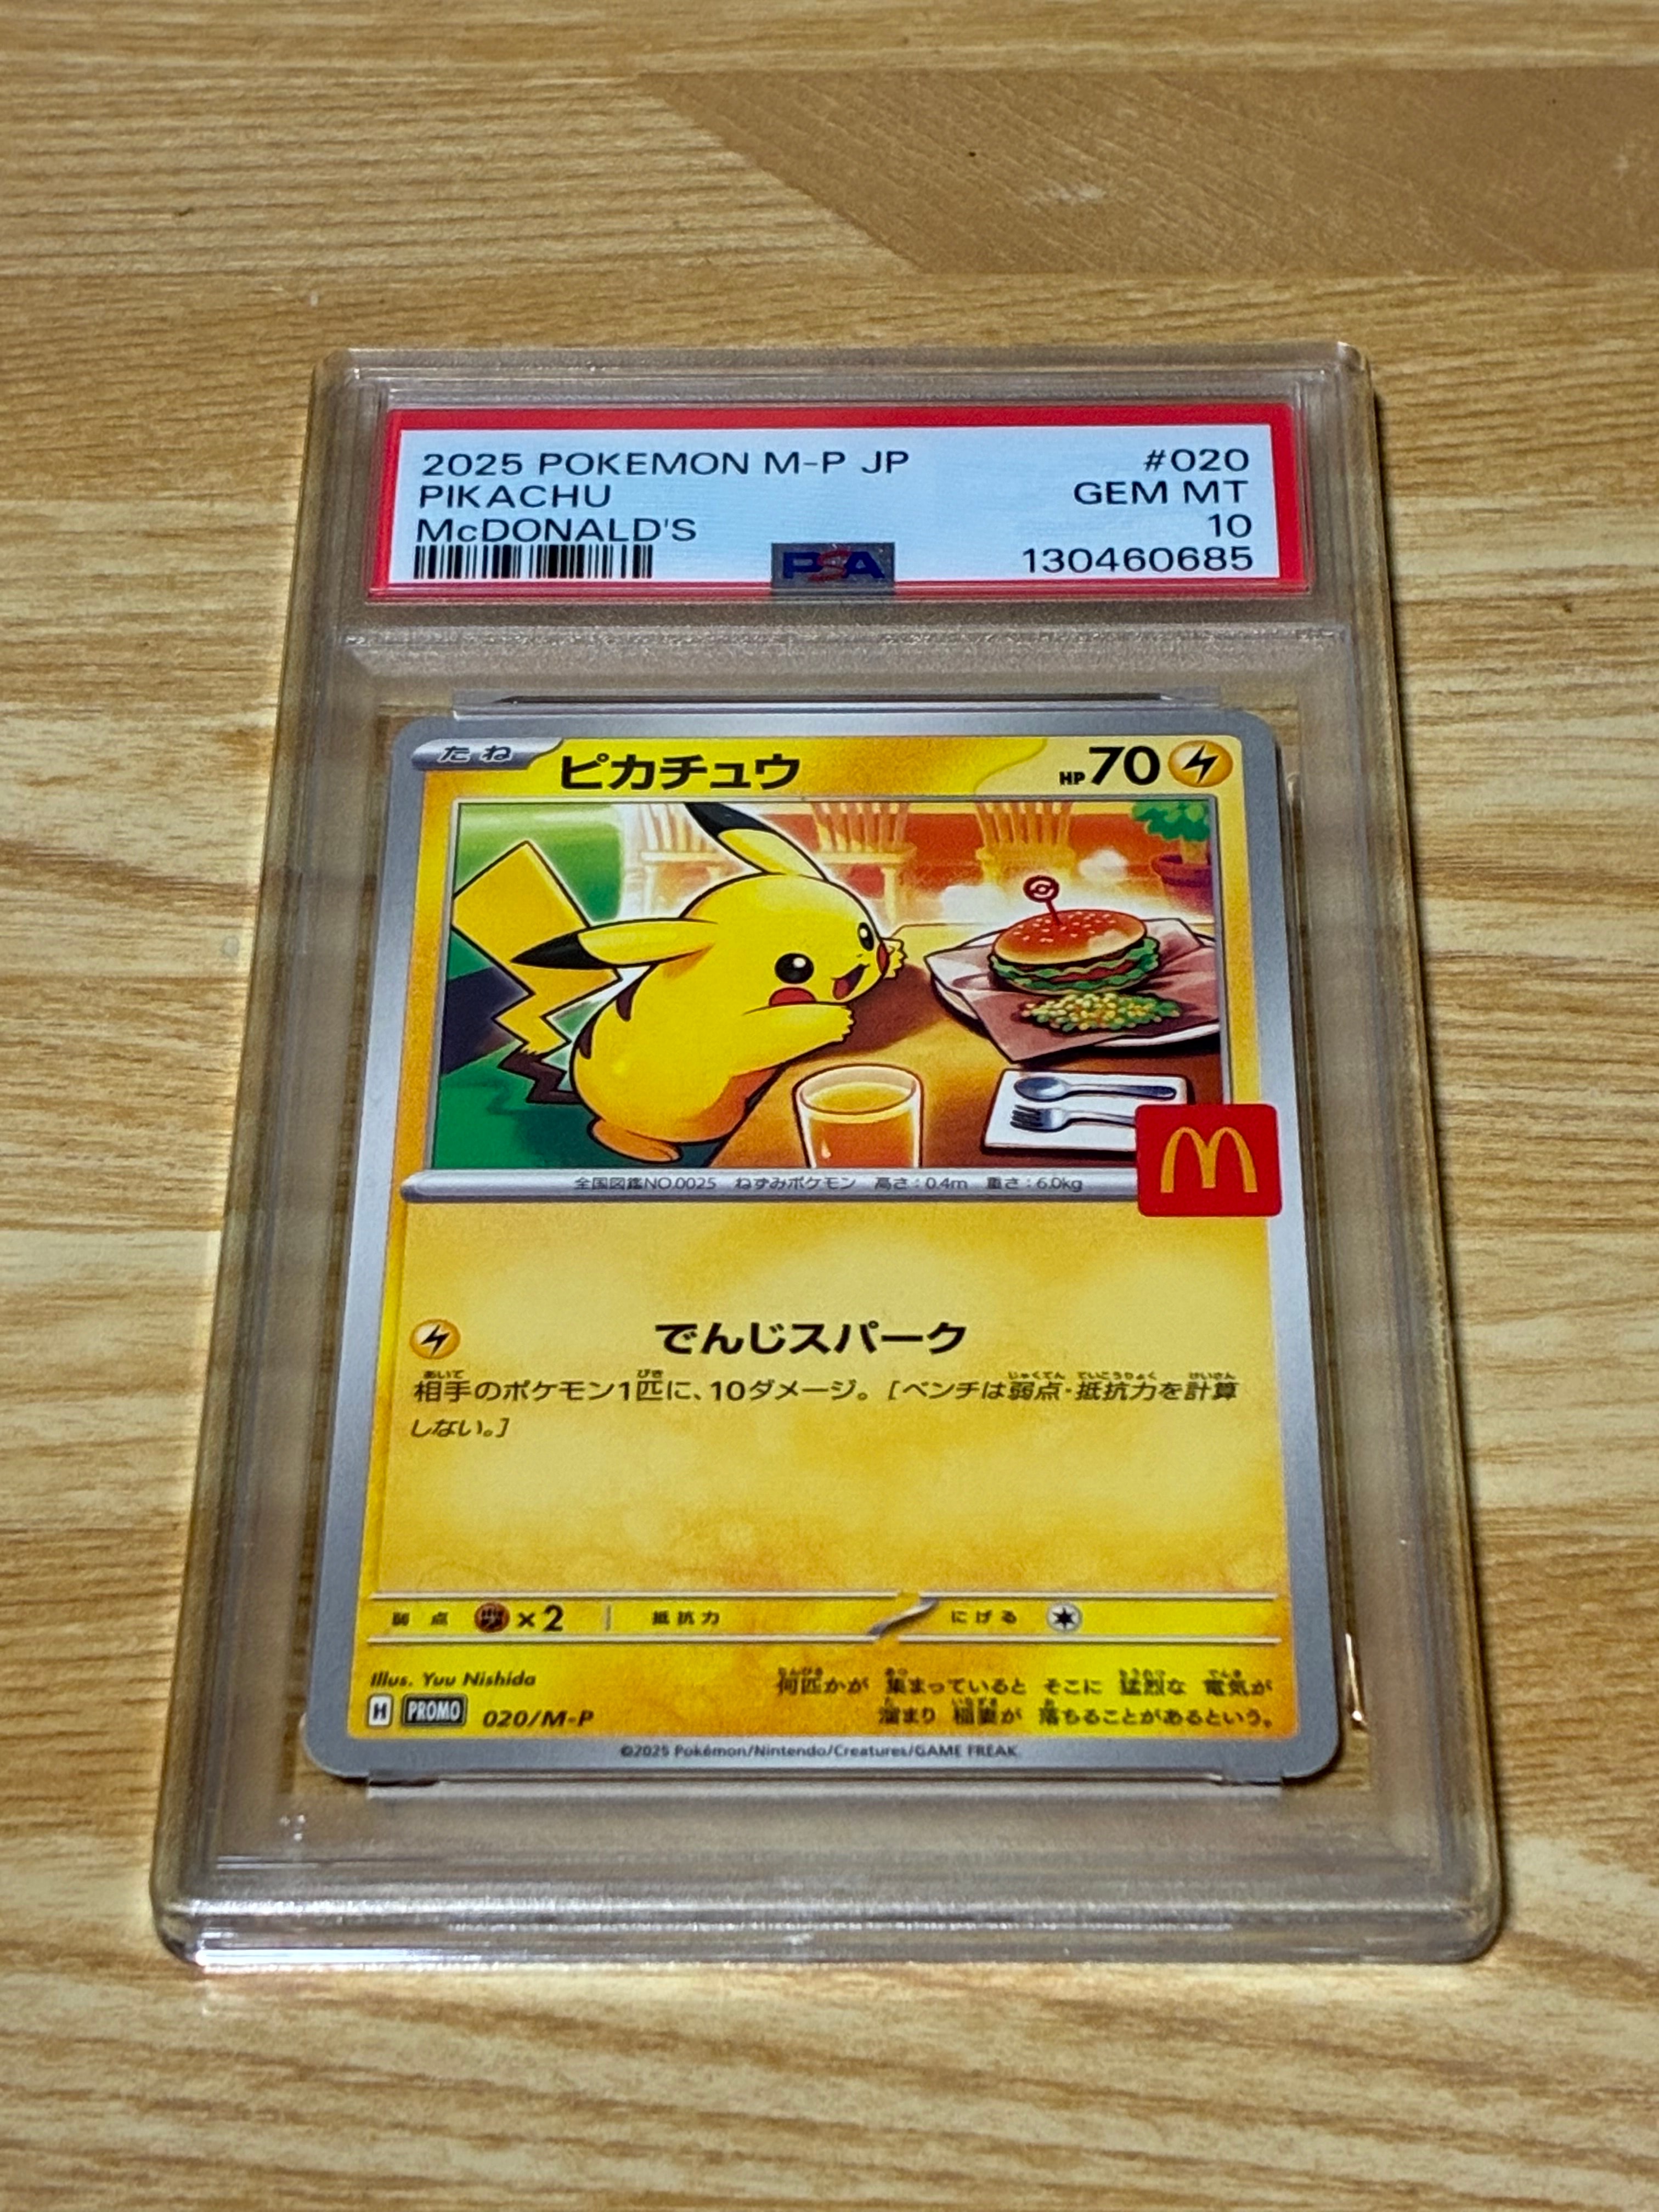 2025 POKEMON M-P JP #020
PIKACHU GEM MT
McDONALD'S 10
PSA 130460685
たね ピカチュウ HP70
全国図鑑NO.0025 ねずみポケモン 高さ:0.4m 重さ:6.0kg
でんじスパーク
相手のポケモン1匹に、10ダメージ。[ベンチは弱点・抵抗力を計算
しない。]
弱点 ×2 抵抗力 にげる
Illus. Yuu Nishida
何匹かが 集まっていると そこに 猛烈な 電気が
H PROMO 020/M-P
溜まり 稲妻が 落ちることがあるという。
©2025 Pokémon/Nintendo/Creatures/GAME FREAK